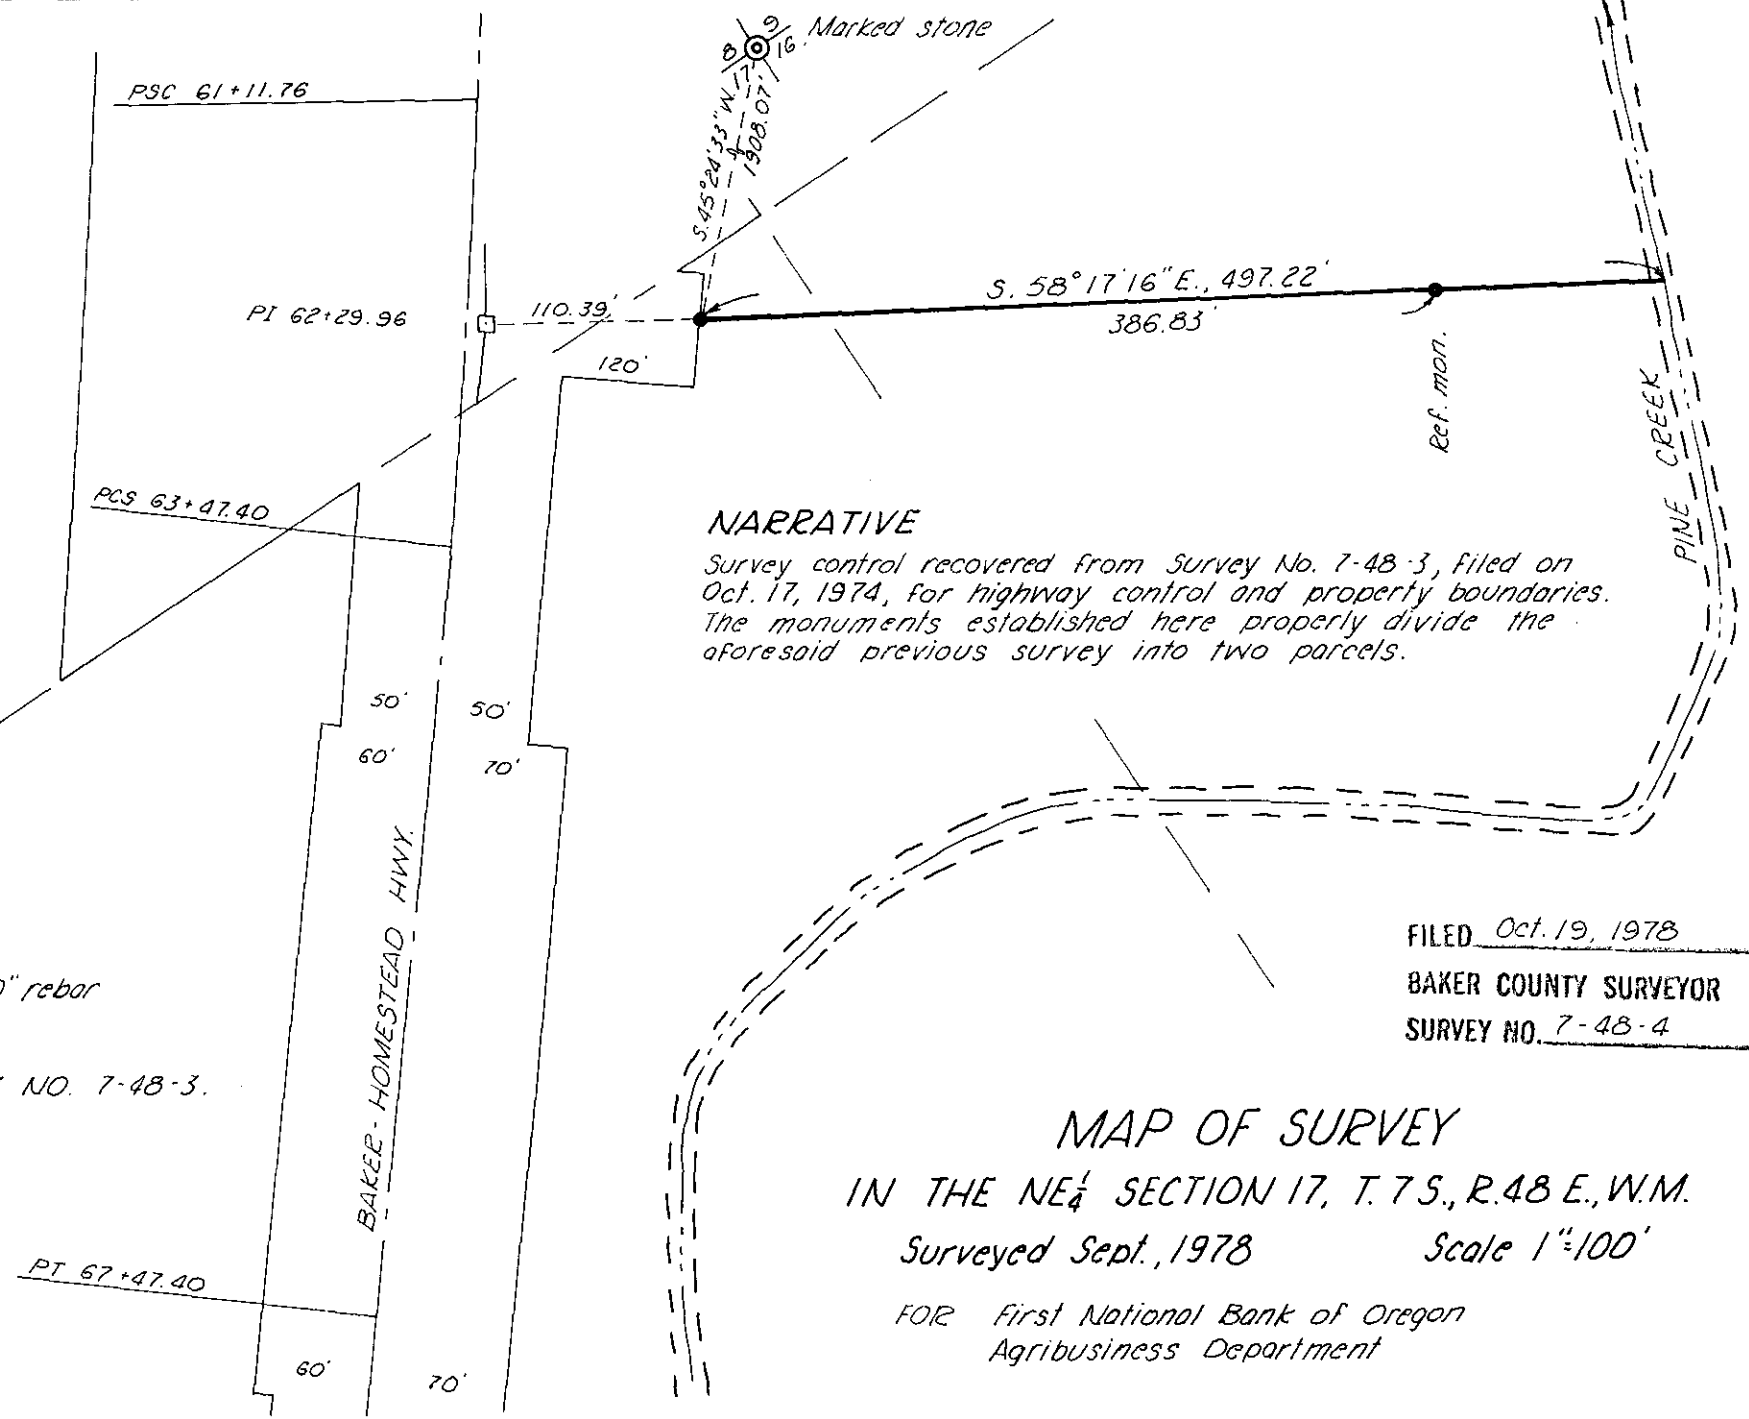 Marked stone
8 9
17 16
PSC 61+11.76
S.45°24'33"W.
1908.07'
PI 62+29.96
110.39'
S. 58°17'16"E., 497.22'
386.83'
120'
Ref. mon.
PINE CREEK
PCS 63+47.40
NARRATIVE
Survey control recovered from Survey No. 7-48-3, filed on
Oct. 17, 1974, for highway control and property boundaries.
The monuments established here properly divide the
aforesaid previous survey into two parcels.
50' 50'
60' 70'
BAKER-HOMESTEAD HWY.
FILED Oct. 19, 1978
BAKER COUNTY SURVEYOR
SURVEY NO. 7-48-4
" rebar
NO. 7-48-3.
MAP OF SURVEY
IN THE NE¼ SECTION 17, T. 7 S., R. 48 E., W.M.
Surveyed Sept., 1978 Scale 1"=100'
PT 67+47.40
FOR First National Bank of Oregon
Agribusiness Department
60' 70'